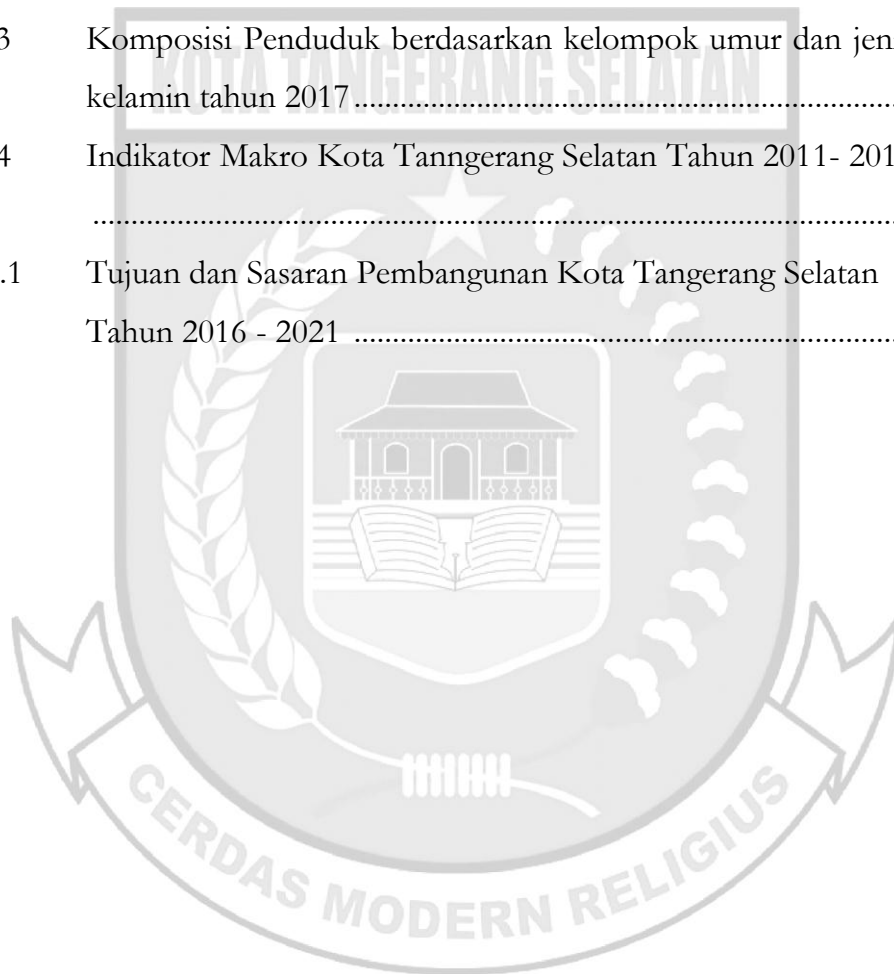 KOTA TANGERANG SELATAN
3 Komposisi Penduduk berdasarkan kelompok umur dan jen
kelamin tahun 2017................................................................
4 Indikator Makro Kota Tanngerang Selatan Tahun 2011- 201
................................................................
.1 Tujuan dan Sasaran Pembangunan Kota Tangerang Selatan
Tahun 2016 - 2021 ................................................................
CERDAS MODERN RELIGIUS